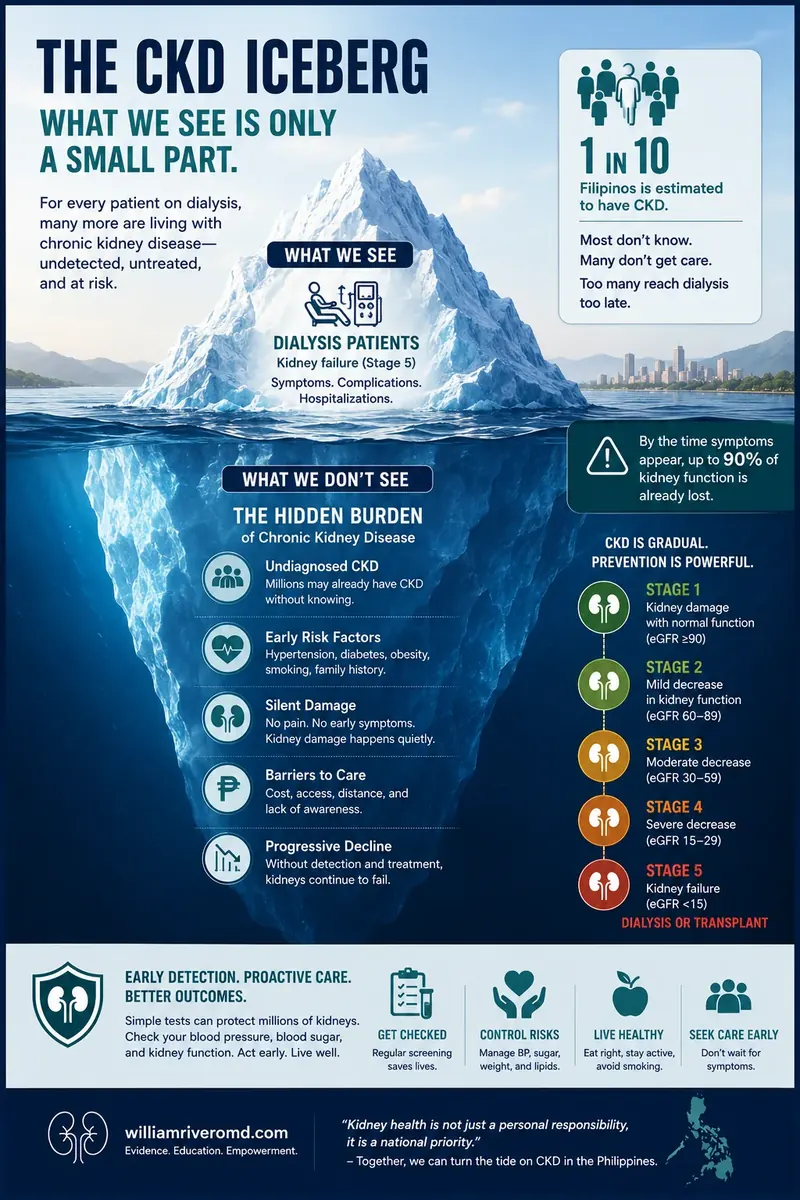 THE CKD ICEBERG
WHAT WE SEE IS ONLY
A SMALL PART.
For every patient on dialysis,
many more are living with
chronic kidney disease—
undetected, untreated,
and at risk.
1 IN 10
Filipinos is estimated
to have CKD.
Most don't know.
Many don't get care.
Too many reach dialysis
too late.
WHAT WE SEE
DIALYSIS PATIENTS
Kidney failure (Stage 5)
Symptoms. Complications.
Hospitalizations.
By the time symptoms
appear, up to 90% of
kidney function is
already lost.
WHAT WE DON'T SEE
THE HIDDEN BURDEN
of Chronic Kidney Disease
Undiagnosed CKD
Millions may already have CKD
without knowing.
Early Risk Factors
Hypertension, diabetes, obesity,
smoking, family history.
Silent Damage
No pain. No early symptoms.
Kidney damage happens quietly.
₱
Barriers to Care
Cost, access, distance, and
lack of awareness.
Progressive Decline
Without detection and treatment,
kidneys continue to fail.
CKD IS GRADUAL.
PREVENTION IS POWERFUL.
STAGE 1
Kidney damage
with normal function
(eGFR ≥90)
STAGE 2
Mild decrease
in kidney function
(eGFR 60–89)
STAGE 3
Moderate decrease
(eGFR 30–59)
STAGE 4
Severe decrease
(eGFR 15–29)
STAGE 5
Kidney failure
(eGFR <15)
DIALYSIS OR TRANSPLANT
EARLY DETECTION. PROACTIVE CARE.
BETTER OUTCOMES.
Simple tests can protect millions of kidneys.
Check your blood pressure, blood sugar,
and kidney function. Act early. Live well.
GET CHECKED
Regular screening
saves lives.
CONTROL RISKS
Manage BP, sugar,
weight, and lipids.
LIVE HEALTHY
Eat right, stay active,
avoid smoking.
SEEK CARE EARLY
Don't wait for
symptoms.
williamriveromd.com
Evidence. Education. Empowerment.
"Kidney health is not just a personal responsibility,
it is a national priority."
– Together, we can turn the tide on CKD in the Philippines.